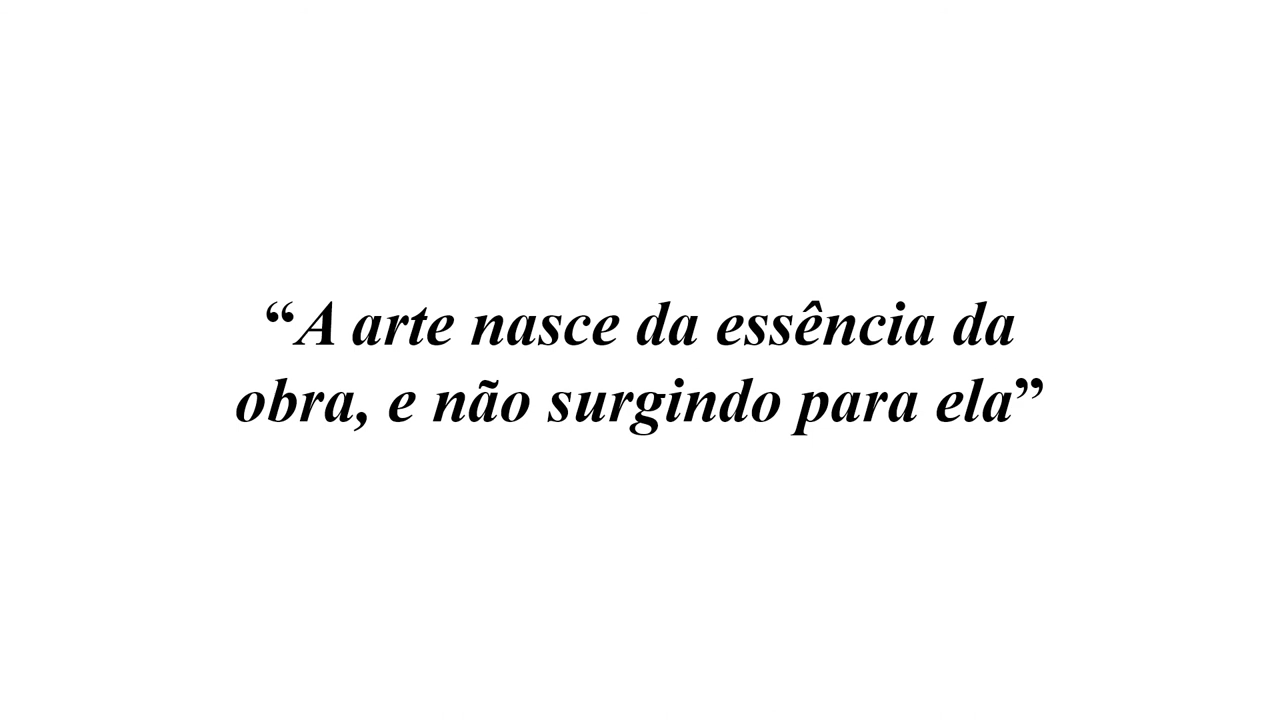 “A arte nasce da essência da
obra, e não surgindo para ela”